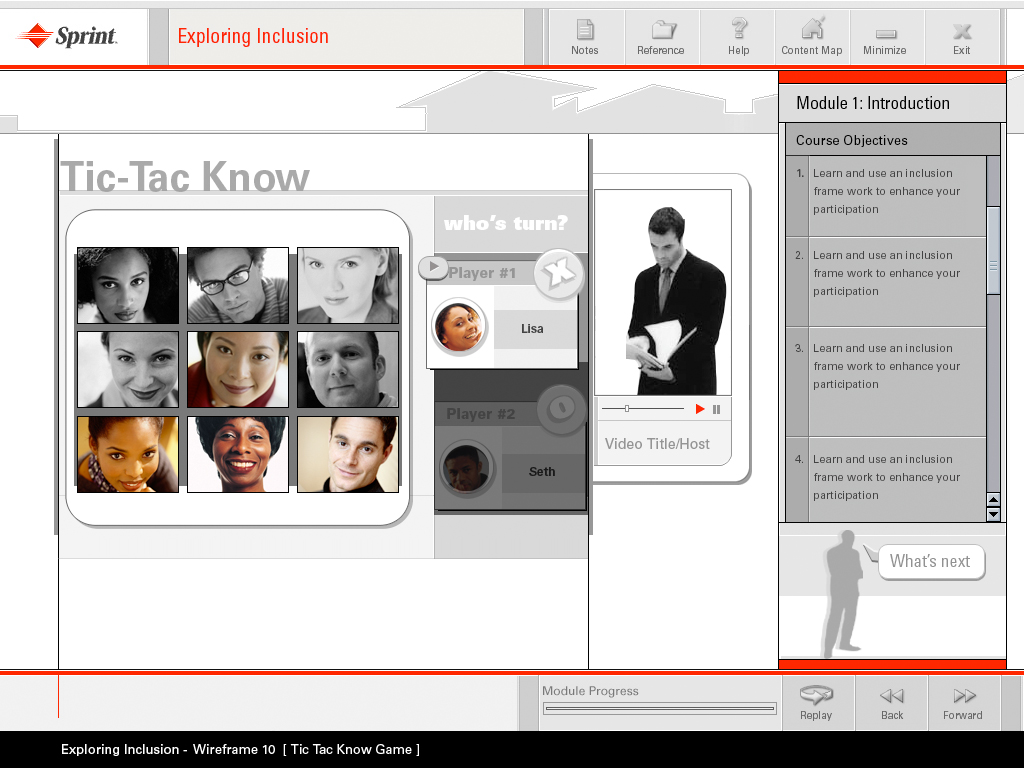 Sprint.
Exploring Inclusion
Notes
Reference
Help
Content Map
Minimize
Exit
Module 1: Introduction
Course Objectives
1. Learn and use an inclusion
frame work to enhance your
participation
2. Learn and use an inclusion
frame work to enhance your
participation
3. Learn and use an inclusion
frame work to enhance your
participation
4. Learn and use an inclusion
frame work to enhance your
participation
What's next
Tic-Tac Know
who's turn?
Player #1
Lisa
Player #2
Seth
Video Title/Host
Module Progress
Replay
Back
Forward
Exploring Inclusion - Wireframe 10 [ Tic Tac Know Game ]